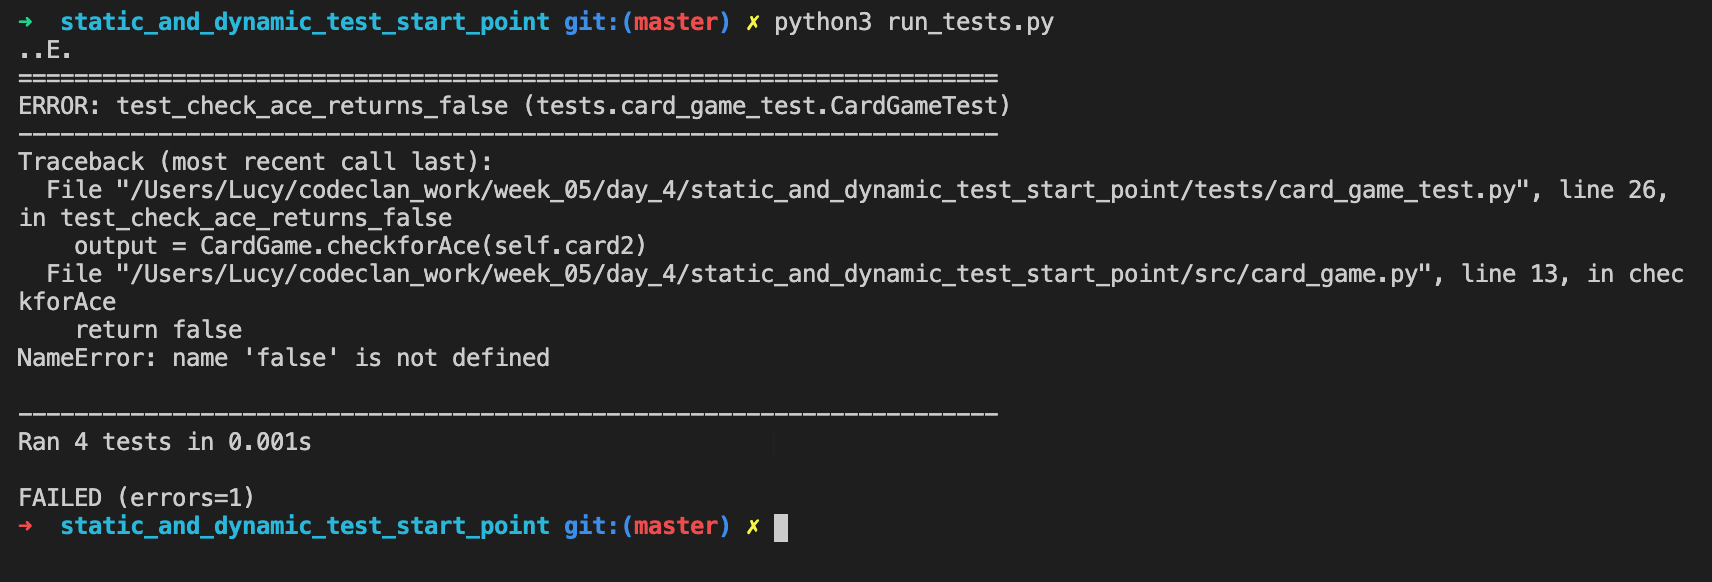 ➜  static_and_dynamic_test_start_point git:(master) ✗ python3 run_tests.py
..E.
======================================================================
ERROR: test_check_ace_returns_false (tests.card_game_test.CardGameTest)
----------------------------------------------------------------------
Traceback (most recent call last):
  File "/Users/Lucy/codeclan_work/week_05/day_4/static_and_dynamic_test_start_point/tests/card_game_test.py", line 26,
in test_check_ace_returns_false
    output = CardGame.checkforAce(self.card2)
  File "/Users/Lucy/codeclan_work/week_05/day_4/static_and_dynamic_test_start_point/src/card_game.py", line 13, in chec
kforAce
    return false
NameError: name 'false' is not defined
----------------------------------------------------------------------
Ran 4 tests in 0.001s
FAILED (errors=1)
➜  static_and_dynamic_test_start_point git:(master) ✗